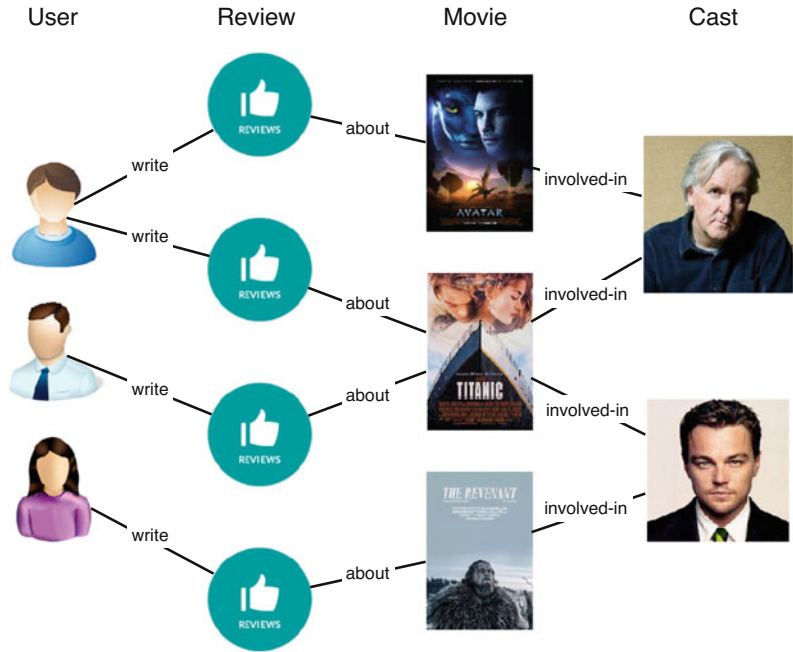 User Review Movie Cast
REVIEWS
about
write
AVATAR
involved-in
write
REVIEWS
about
involved-in
TITANIC
write
REVIEWS
about
involved-in
THE REVENANT
write
REVIEWS
about
involved-in